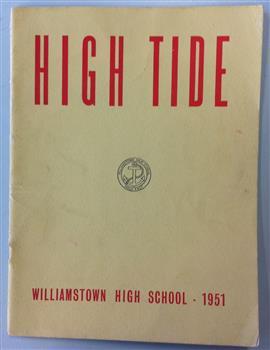 HIGH TIDE
WILLIAMSTOWN HIGH SCHOOL - 1951